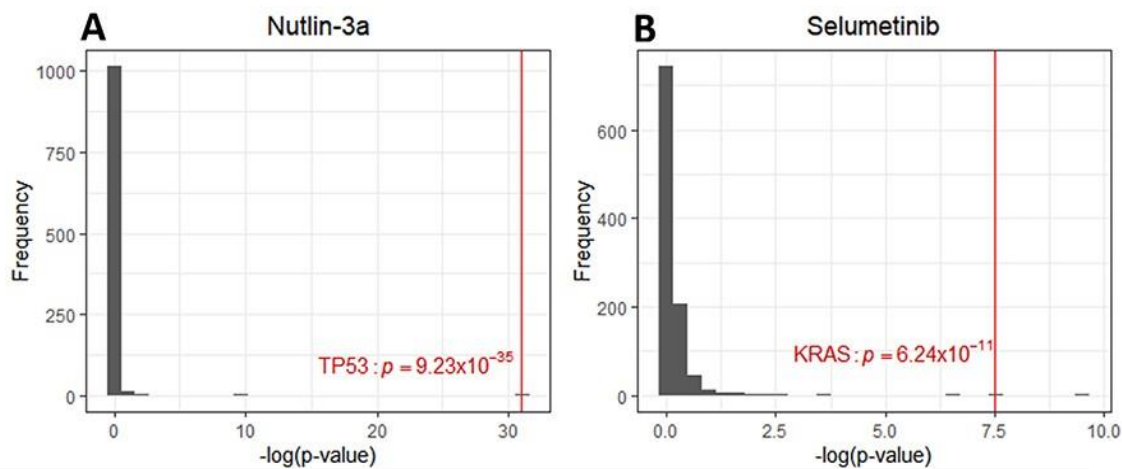 A
Nutlin-3a
Frequency
1000
750
500
250
0
TP53: p = 9.23x10⁻³⁵
0 10 20 30
-log(p-value)
B
Selumetinib
Frequency
600
400
200
0
KRAS: p = 6.24x10⁻¹¹
0.0 2.5 5.0 7.5 10.0
-log(p-value)